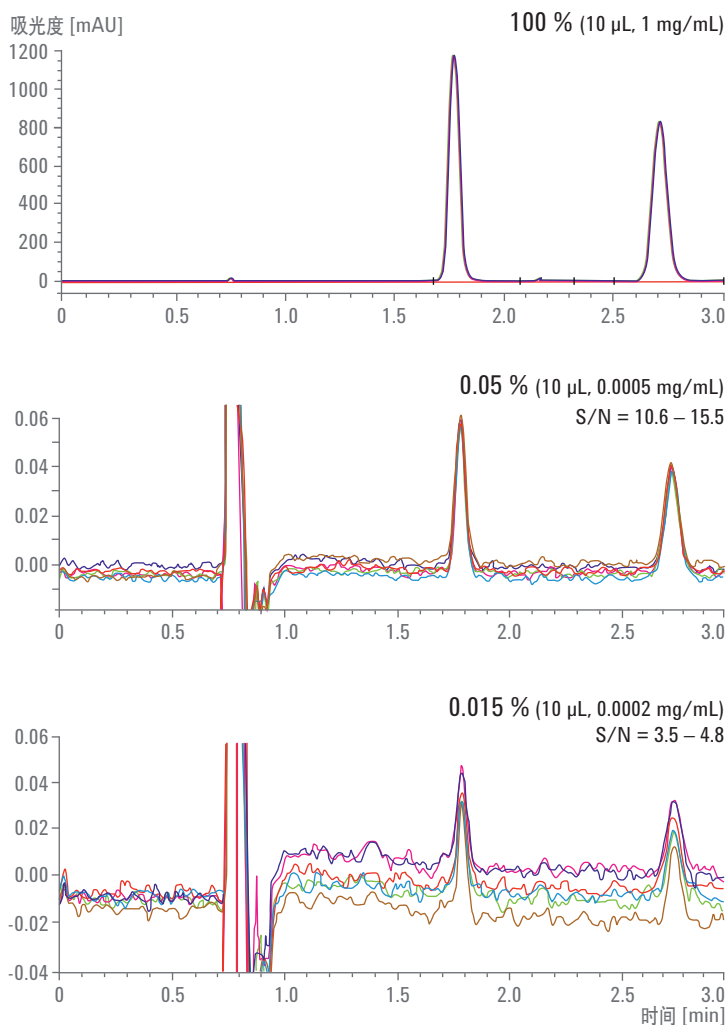 吸光度 [mAU]
100 % (10 µL, 1 mg/mL)
1200
1000
800
600
400
200
0
0 0.5 1.0 1.5 2.0 2.5 3.0
0.05 % (10 µL, 0.0005 mg/mL)
S/N = 10.6 – 15.5
0.06
0.04
0.02
0.00
0 0.5 1.0 1.5 2.0 2.5 3.0
0.015 % (10 µL, 0.0002 mg/mL)
S/N = 3.5 – 4.8
0.06
0.04
0.02
0.00
-0.02
-0.04
0 0.5 1.0 1.5 2.0 2.5 3.0
时间 [min]